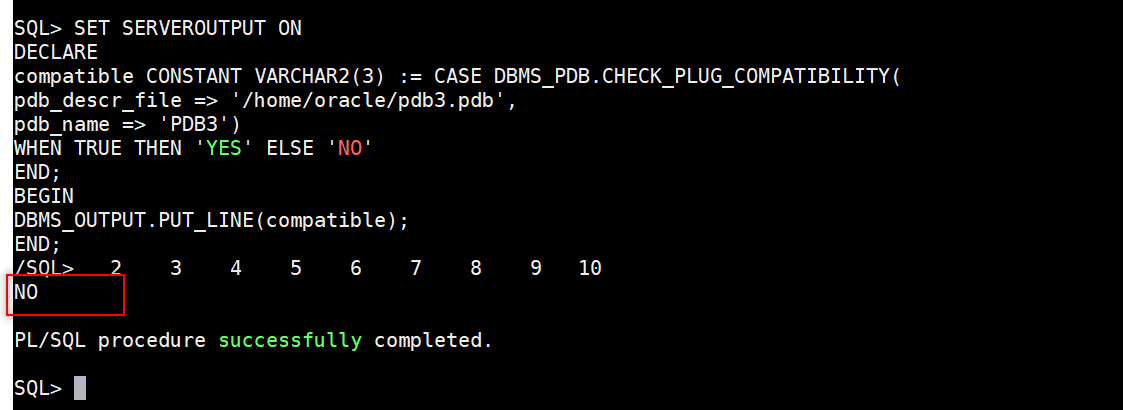 SQL> SET SERVEROUTPUT ON
DECLARE
compatible CONSTANT VARCHAR2(3) := CASE DBMS_PDB.CHECK_PLUG_COMPATIBILITY(
pdb_descr_file => '/home/oracle/pdb3.pdb',
pdb_name => 'PDB3')
WHEN TRUE THEN 'YES' ELSE 'NO'
END;
BEGIN
DBMS_OUTPUT.PUT_LINE(compatible);
END;
/SQL>   2    3    4    5    6    7    8    9   10
NO
PL/SQL procedure successfully completed.
SQL>